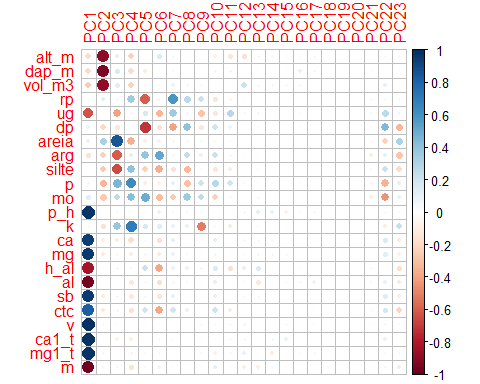 PC1 PC2 PC3 PC4 PC5 PC6 PC7 PC8 PC9 PC10 PC11 PC12 PC13 PC14 PC15 PC16 PC17 PC18 PC19 PC20 PC21 PC22 PC23
alt_m
dap_m
vol_m3
rp
ug
dp
areia
arg
silte
p
mo
p_h
k
ca
mg
h_al
al
sb
ctc
v
ca1_t
mg1_t
m
1
0.8
0.6
0.4
0.2
0
-0.2
-0.4
-0.6
-0.8
-1